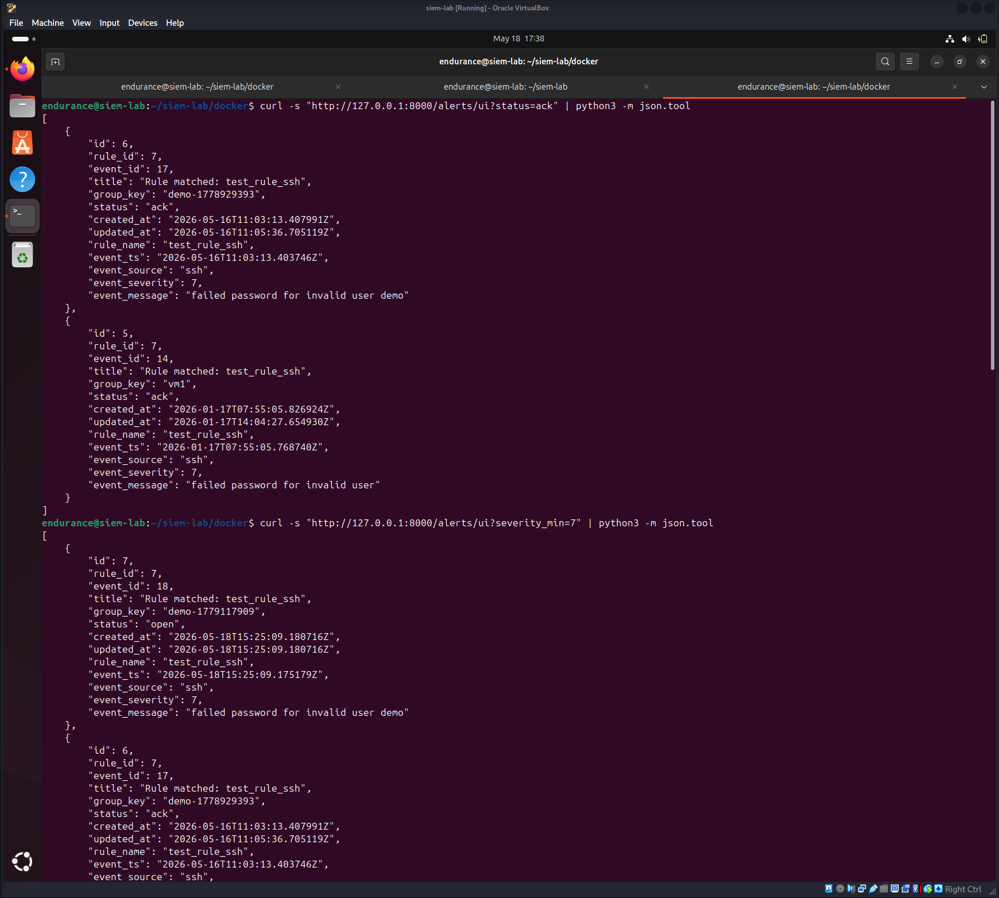 siem-lab [Running] - Oracle VirtualBox
File Machine View Input Devices Help
May 18 17:38
endurance@siem-lab: ~/siem-lab/docker
endurance@siem-lab: ~/siem-lab/docker
endurance@siem-lab: ~/siem-lab
endurance@siem-lab: ~/siem-lab/docker
endurance@siem-lab:~/siem-lab/docker$ curl -s "http://127.0.0.1:8000/alerts/ui?status=ack" | python3 -m json.tool
[
    {
        "id": 6,
        "rule_id": 7,
        "event_id": 17,
        "title": "Rule matched: test_rule_ssh",
        "group_key": "demo-1778929393",
        "status": "ack",
        "created_at": "2026-05-16T11:03:13.407991Z",
        "updated_at": "2026-05-16T11:05:36.705119Z",
        "rule_name": "test_rule_ssh",
        "event_ts": "2026-05-16T11:03:13.403746Z",
        "event_source": "ssh",
        "event_severity": 7,
        "event_message": "failed password for invalid user demo"
    },
    {
        "id": 5,
        "rule_id": 7,
        "event_id": 14,
        "title": "Rule matched: test_rule_ssh",
        "group_key": "vm1",
        "status": "ack",
        "created_at": "2026-01-17T07:55:05.826924Z",
        "updated_at": "2026-01-17T14:04:27.654930Z",
        "rule_name": "test_rule_ssh",
        "event_ts": "2026-01-17T07:55:05.768740Z",
        "event_source": "ssh",
        "event_severity": 7,
        "event_message": "failed password for invalid user"
    }
]
endurance@siem-lab:~/siem-lab/docker$ curl -s "http://127.0.0.1:8000/alerts/ui?severity_min=7" | python3 -m json.tool
[
    {
        "id": 7,
        "rule_id": 7,
        "event_id": 18,
        "title": "Rule matched: test_rule_ssh",
        "group_key": "demo-1779117909",
        "status": "open",
        "created_at": "2026-05-18T15:25:09.180716Z",
        "updated_at": "2026-05-18T15:25:09.180716Z",
        "rule_name": "test_rule_ssh",
        "event_ts": "2026-05-18T15:25:09.175179Z",
        "event_source": "ssh",
        "event_severity": 7,
        "event_message": "failed password for invalid user demo"
    },
    {
        "id": 6,
        "rule_id": 7,
        "event_id": 17,
        "title": "Rule matched: test_rule_ssh",
        "group_key": "demo-1778929393",
        "status": "ack",
        "created_at": "2026-05-16T11:03:13.407991Z",
        "updated_at": "2026-05-16T11:05:36.705119Z",
        "rule_name": "test_rule_ssh",
        "event_ts": "2026-05-16T11:03:13.403746Z",
        "event_source": "ssh",
Right Ctrl